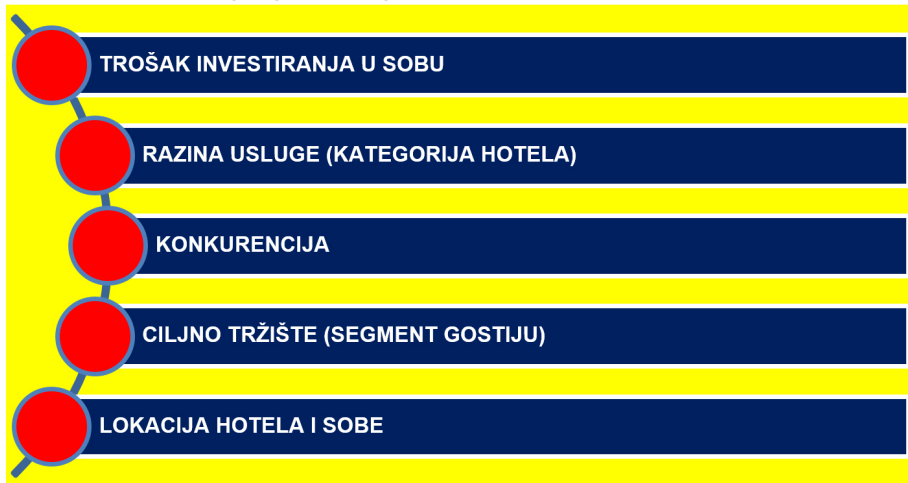 TROŠAK INVESTIRANJA U SOBU
RAZINA USLUGE (KATEGORIJA HOTELA)
KONKURENCIJA
CILJNO TRŽIŠTE (SEGMENT GOSTIJU)
LOKACIJA HOTELA I SOBE